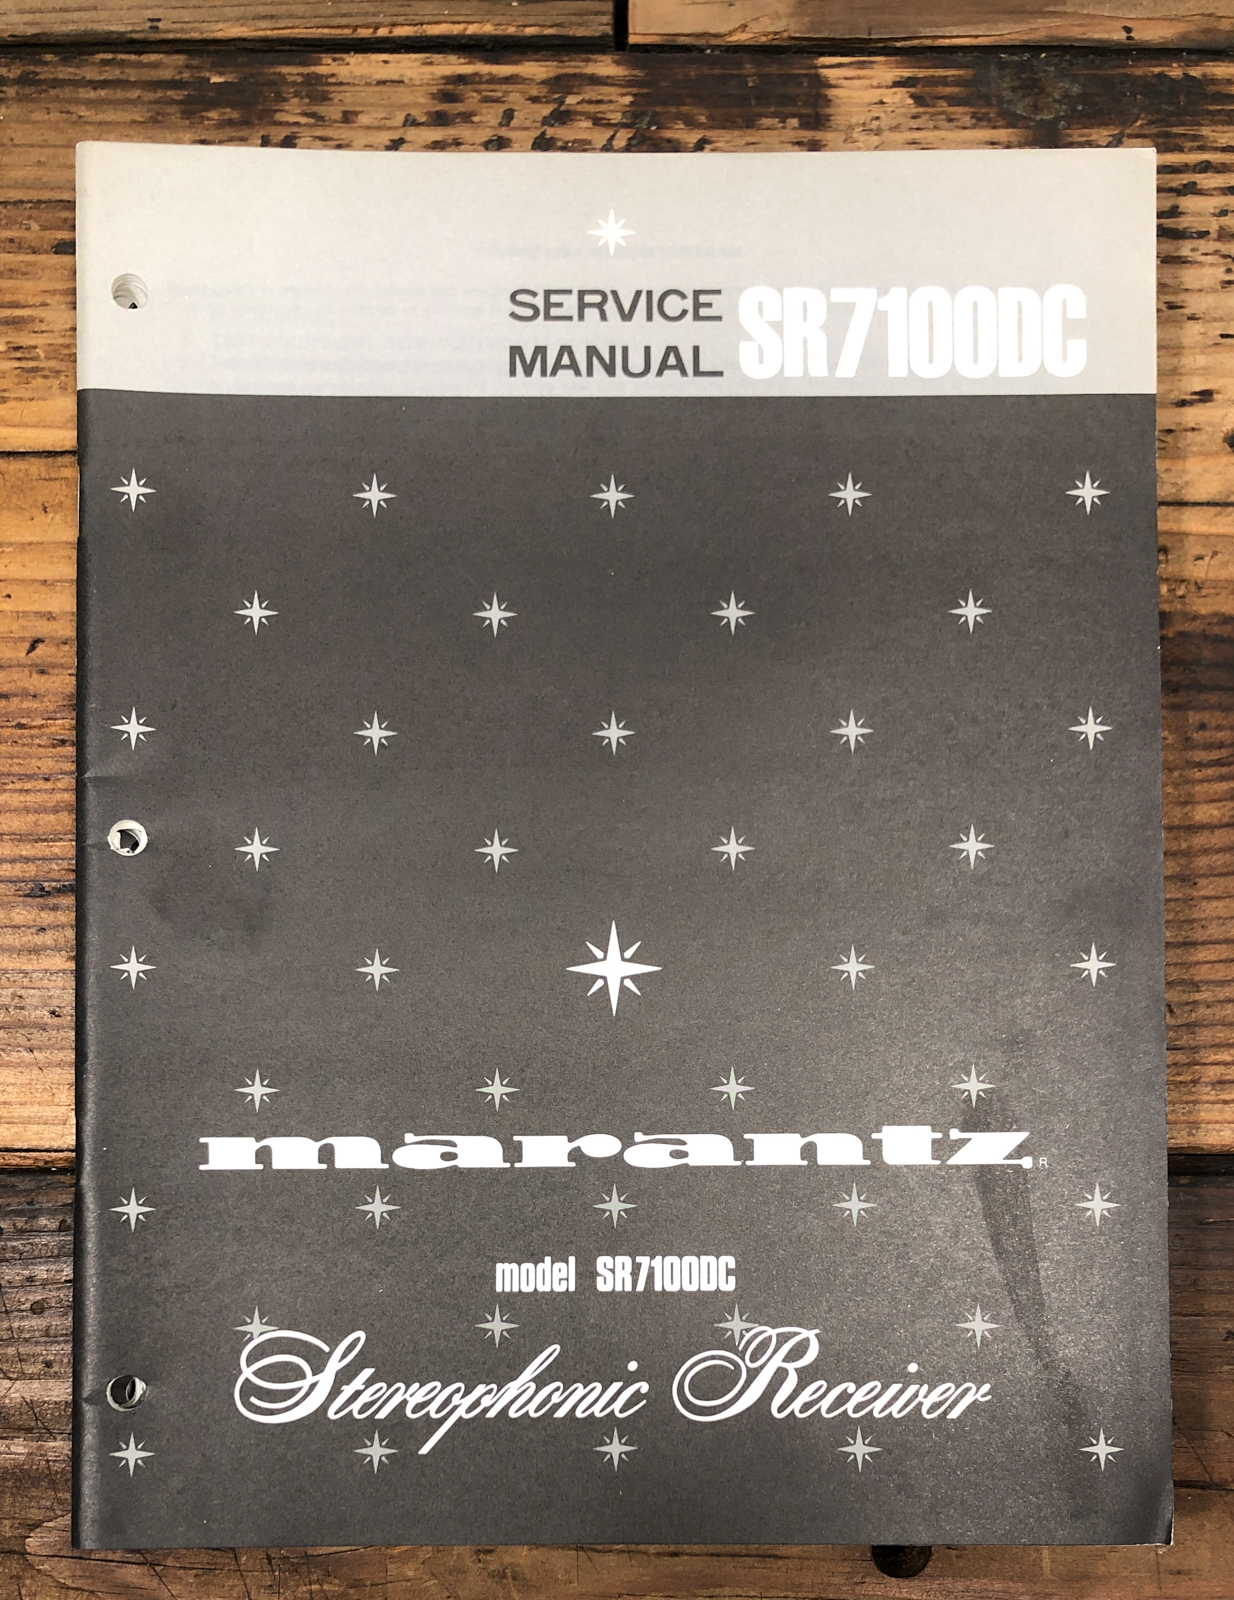 SERVICE
MANUAL SR7100DC
marantz R
model SR7100DC
Stereophonic Receiver